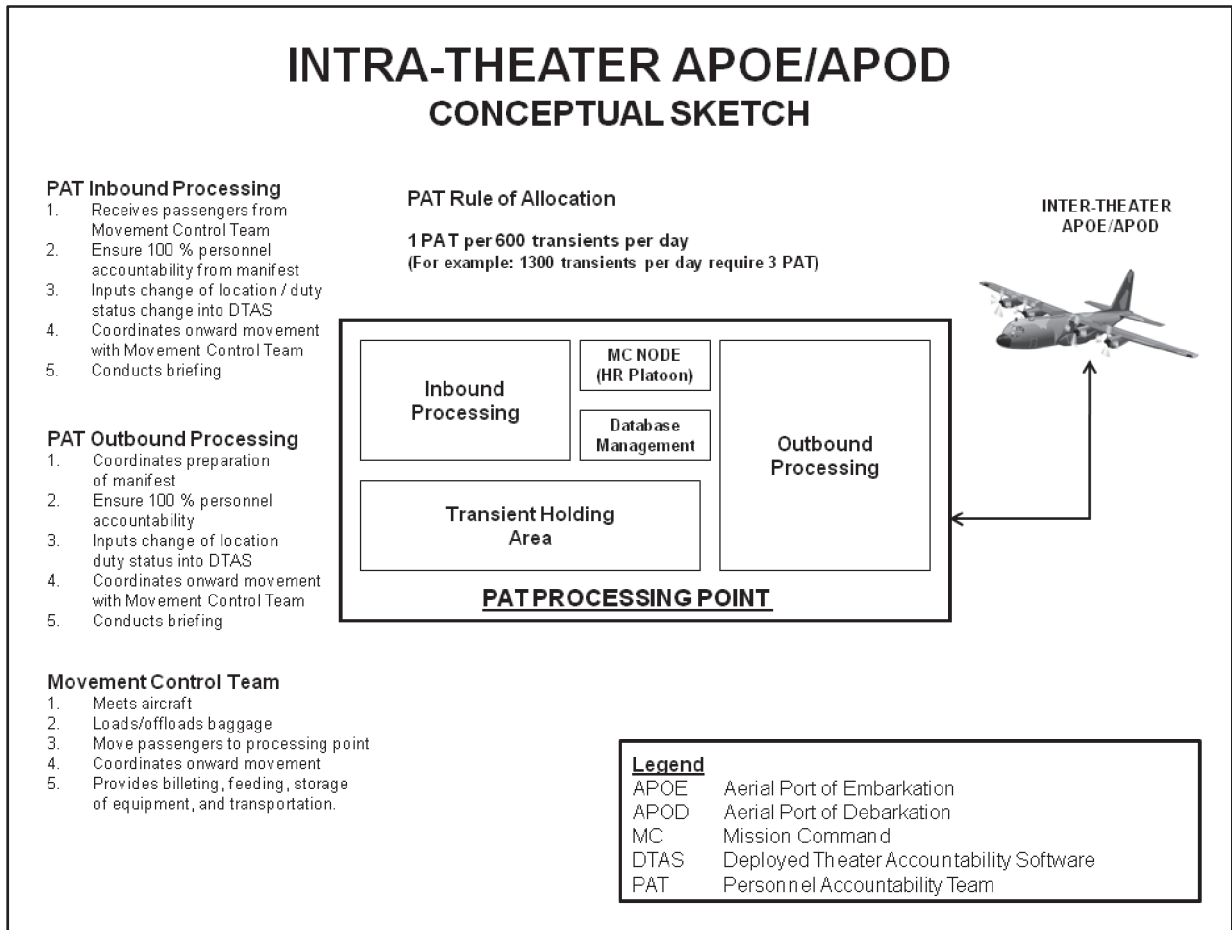 INTRA-THEATER APOE/APOD
CONCEPTUAL SKETCH
PAT Inbound Processing
1. Receives passengers from
Movement Control Team
2. Ensure 100 % personnel
accountability from manifest
3. Inputs change of location / duty
status change into DTAS
4. Coordinates onward movement
with Movement Control Team
5. Conducts briefing
PAT Outbound Processing
1. Coordinates preparation
of manifest
2. Ensure 100 % personnel
accountability
3. Inputs change of location
duty status into DTAS
4. Coordinates onward movement
with Movement Control Team
5. Conducts briefing
Movement Control Team
1. Meets aircraft
2. Loads/offloads baggage
3. Move passengers to processing point
4. Coordinates onward movement
5. Provides billeting, feeding, storage
of equipment, and transportation.
PAT Rule of Allocation
1 PAT per 600 transients per day
(For example: 1300 transients per day require 3 PAT)
INTER-THEATER
APOE/APOD
Inbound
Processing
MC NODE
(HR Platoon)
Database
Management
Outbound
Processing
Transient Holding
Area
PAT PROCESSING POINT
Legend
APOE Aerial Port of Embarkation
APOD Aerial Port of Debarkation
MC Mission Command
DTAS Deployed Theater Accountability Software
PAT Personnel Accountability Team